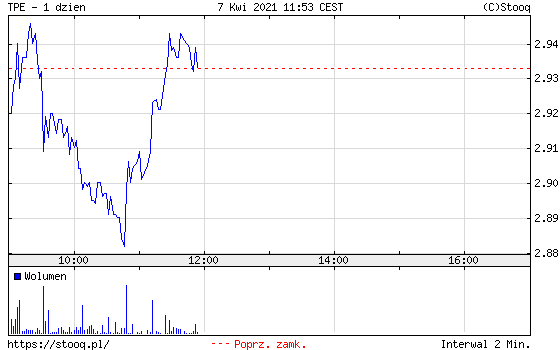 TPE - 1 dzien 7 Kwi 2021 11:53 CEST (C)Stooq
2.94
2.93
2.92
2.91
2.90
2.89
2.88
10:00 12:00 14:00 16:00
Wolumen
https://stooq.pl/ --- Poprz. zamk. Interwal 2 Min.